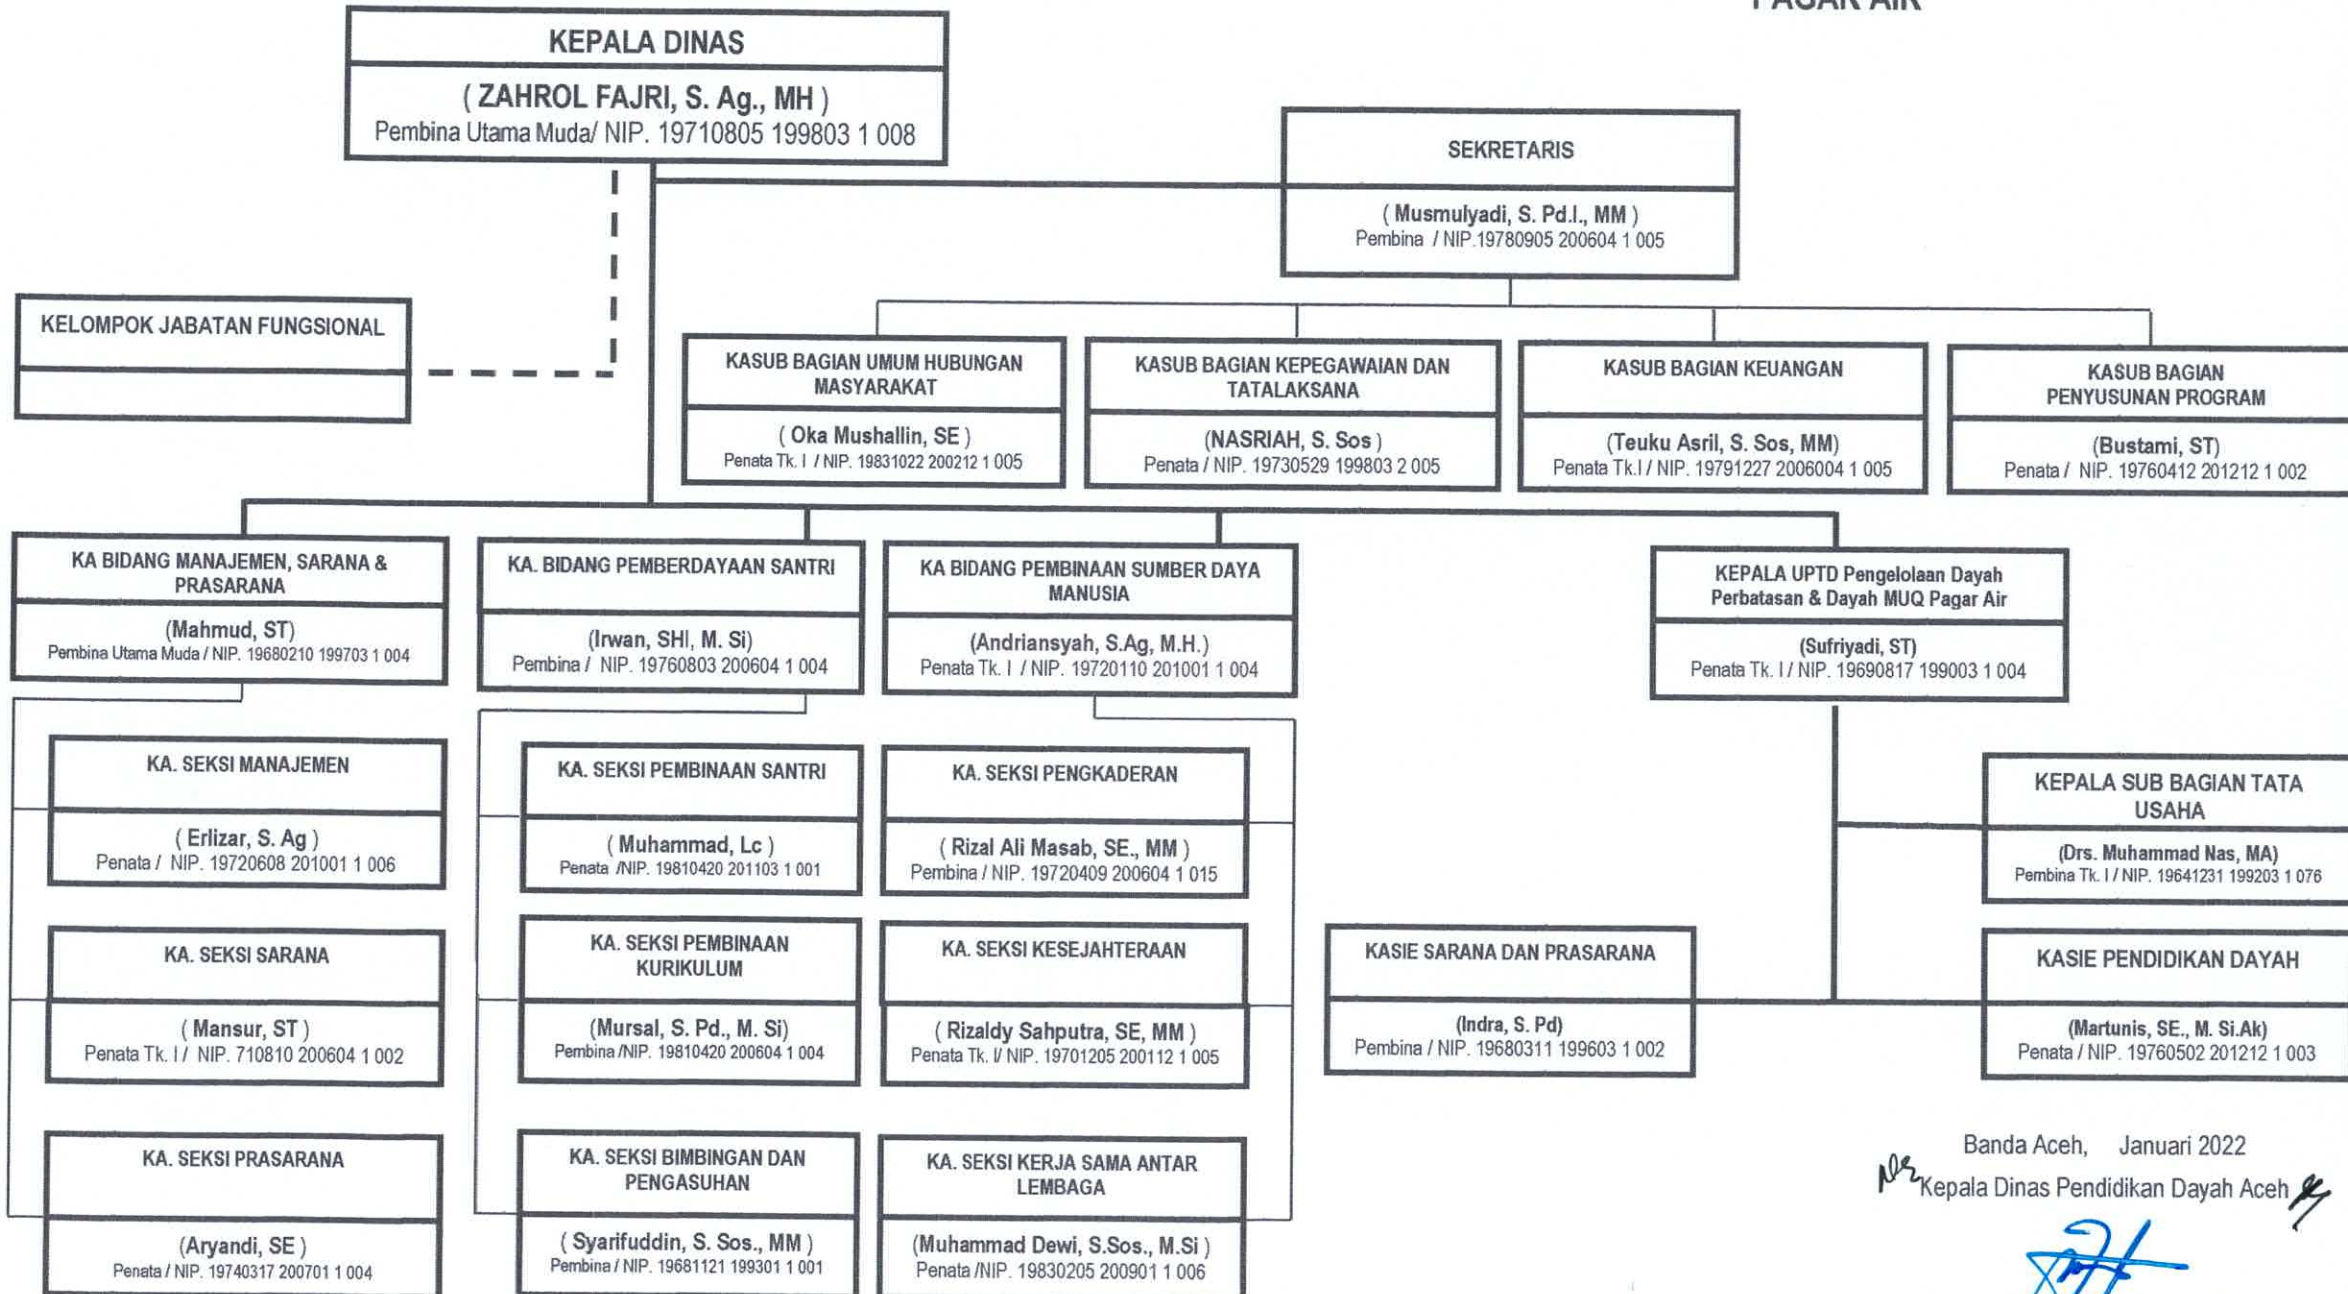 PAGAR AIR
KEPALA DINAS
( ZAHROL FAJRI, S. Ag., MH )
Pembina Utama Muda/ NIP. 19710805 199803 1 008
SEKRETARIS
( Musmulyadi, S. Pd.I., MM )
Pembina / NIP.19780905 200604 1 005
KELOMPOK JABATAN FUNGSIONAL
KASUB BAGIAN UMUM HUBUNGAN
MASYARAKAT
( Oka Mushallin, SE )
Penata Tk. I / NIP. 19831022 200212 1 005
KASUB BAGIAN KEPEGAWAIAN DAN
TATALAKSANA
(NASRIAH, S. Sos )
Penata / NIP. 19730529 199803 2 005
KASUB BAGIAN KEUANGAN
(Teuku Asril, S. Sos, MM)
Penata Tk.I / NIP. 19791227 2006004 1 005
KASUB BAGIAN
PENYUSUNAN PROGRAM
(Bustami, ST)
Penata / NIP. 19760412 201212 1 002
KA BIDANG MANAJEMEN, SARANA &
PRASARANA
(Mahmud, ST)
Pembina Utama Muda / NIP. 19680210 199703 1 004
KA. BIDANG PEMBERDAYAAN SANTRI
(Irwan, SHI, M. Si)
Pembina / NIP. 19760803 200604 1 004
KA BIDANG PEMBINAAN SUMBER DAYA
MANUSIA
(Andriansyah, S.Ag, M.H.)
Penata Tk. I / NIP. 19720110 201001 1 004
KEPALA UPTD Pengelolaan Dayah
Perbatasan & Dayah MUQ Pagar Air
(Sufriyadi, ST)
Penata Tk. I / NIP. 19690817 199003 1 004
KA. SEKSI MANAJEMEN
( Erlizar, S. Ag )
Penata / NIP. 19720608 201001 1 006
KA. SEKSI PEMBINAAN SANTRI
( Muhammad, Lc )
Penata /NIP. 19810420 201103 1 001
KA. SEKSI PENGKADERAN
( Rizal Ali Masab, SE., MM )
Pembina / NIP. 19720409 200604 1 015
KEPALA SUB BAGIAN TATA
USAHA
(Drs. Muhammad Nas, MA)
Pembina Tk. I / NIP. 19641231 199203 1 076
KA. SEKSI SARANA
( Mansur, ST )
Penata Tk. I / NIP. 710810 200604 1 002
KA. SEKSI PEMBINAAN
KURIKULUM
(Mursal, S. Pd., M. Si)
Pembina /NIP. 19810420 200604 1 004
KA. SEKSI KESEJAHTERAAN
( Rizaldy Sahputra, SE, MM )
Penata Tk. I/ NIP. 19701205 200112 1 005
KASIE SARANA DAN PRASARANA
(Indra, S. Pd)
Pembina / NIP. 19680311 199603 1 002
KASIE PENDIDIKAN DAYAH
(Martunis, SE., M. Si.Ak)
Penata / NIP. 19760502 201212 1 003
KA. SEKSI PRASARANA
(Aryandi, SE )
Penata / NIP. 19740317 200701 1 004
KA. SEKSI BIMBINGAN DAN
PENGASUHAN
( Syarifuddin, S. Sos., MM )
Pembina / NIP. 19681121 199301 1 001
KA. SEKSI KERJA SAMA ANTAR
LEMBAGA
(Muhammad Dewi, S.Sos., M.Si )
Penata /NIP. 19830205 200901 1 006
Banda Aceh, Januari 2022
Kepala Dinas Pendidikan Dayah Aceh